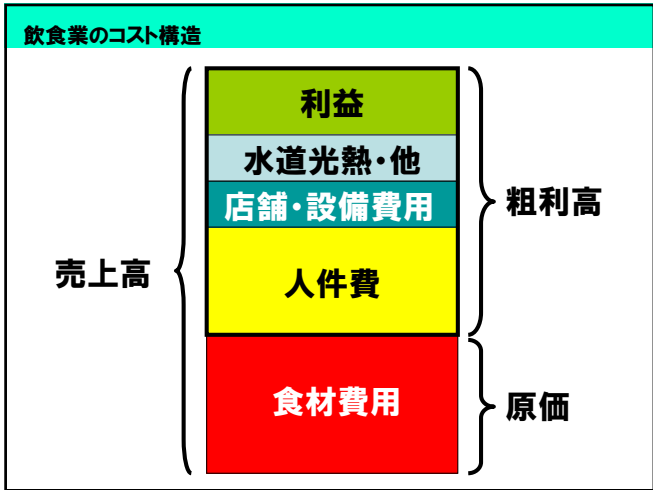 飲食業のコスト構造
利益
水道光熱・他
店舗・設備費用
粗利高
売上高
人件費
食材費用
原価